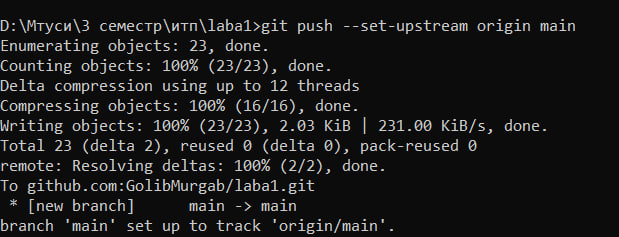 D:\Мтуси\3 семестр\итп\laba1>git push --set-upstream origin main
Enumerating objects: 23, done.
Counting objects: 100% (23/23), done.
Delta compression using up to 12 threads
Compressing objects: 100% (16/16), done.
Writing objects: 100% (23/23), 2.03 KiB | 231.00 KiB/s, done.
Total 23 (delta 2), reused 0 (delta 0), pack-reused 0
remote: Resolving deltas: 100% (2/2), done.
To github.com:GolibMurgab/laba1.git
 * [new branch]      main -> main
branch 'main' set up to track 'origin/main'.